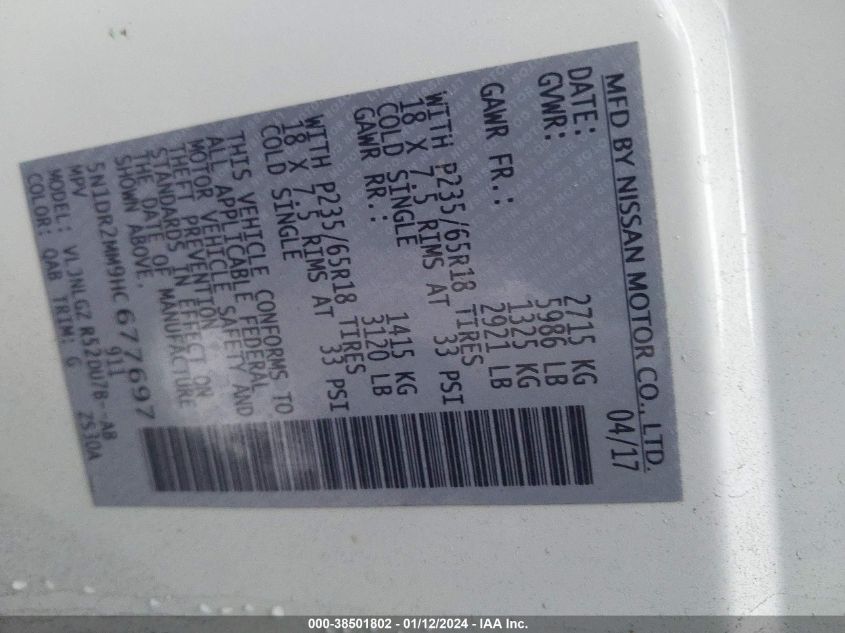 MFD BY NISSAN MOTOR CO., LTD.
DATE: 04/17
GVWR: 2715 KG
5986 LB
GAWR FR.: 1325 KG
2921 LB
WITH P235/65R18 TIRES
18 X 7.5 RIMS AT 33 PSI
COLD SINGLE
GAWR RR.: 1415 KG
3120 LB
WITH P235/65R18 TIRES
18 X 7.5 RIMS AT 33 PSI
COLD SINGLE
THIS VEHICLE CONFORMS TO
ALL APPLICABLE FEDERAL
MOTOR VEHICLE SAFETY AND
THEFT PREVENTION
STANDARDS IN EFFECT ON
THE DATE OF MANUFACTURE
SHOWN ABOVE.
5N1DR2MM9HC677697
MPV 911
MODEL: VLJNLGZ R52DU7B--AB
COLOR: QAB TRIM: G ZS30A
000-38501802 - 01/12/2024 - IAA Inc.